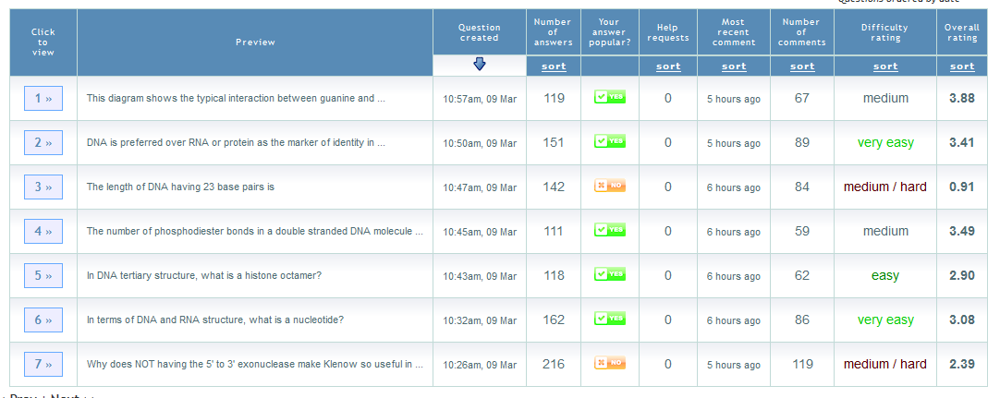 Questions ordered by date
Click to view
Preview
Question created
Number of answers
Your answer popular?
Help requests
Most recent comment
Number of comments
Difficulty rating
Overall rating
sort sort sort sort sort sort
1 » This diagram shows the typical interaction between guanine and ... 10:57am, 09 Mar 119 YES 0 5 hours ago 67 medium 3.88
2 » DNA is preferred over RNA or protein as the marker of identity in ... 10:50am, 09 Mar 151 YES 0 5 hours ago 89 very easy 3.41
3 » The length of DNA having 23 base pairs is 10:47am, 09 Mar 142 NO 0 6 hours ago 84 medium / hard 0.91
4 » The number of phosphodiester bonds in a double stranded DNA molecule ... 10:45am, 09 Mar 111 YES 0 6 hours ago 59 medium 3.49
5 » In DNA tertiary structure, what is a histone octamer? 10:43am, 09 Mar 118 YES 0 6 hours ago 62 easy 2.90
6 » In terms of DNA and RNA structure, what is a nucleotide? 10:32am, 09 Mar 162 YES 0 6 hours ago 86 very easy 3.08
7 » Why does NOT having the 5' to 3' exonuclease make Klenow so useful in ... 10:26am, 09 Mar 216 NO 0 5 hours ago 119 medium / hard 2.39